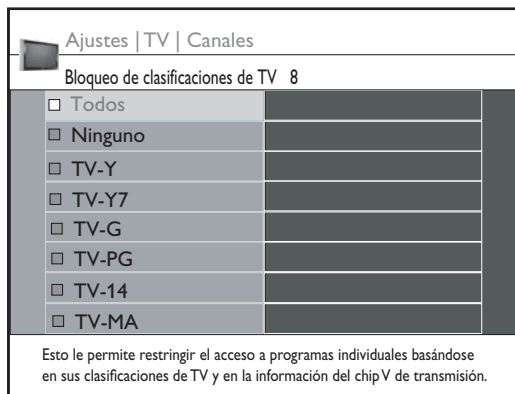 Ajustes | TV | Canales
Bloqueo de clasificaciones de TV 8
Todos
Ninguno
TV-Y
TV-Y7
TV-G
TV-PG
TV-14
TV-MA
Esto le permite restringir el acceso a programas individuales basándose
en sus clasificaciones de TV y en la información del chip V de transmisión.